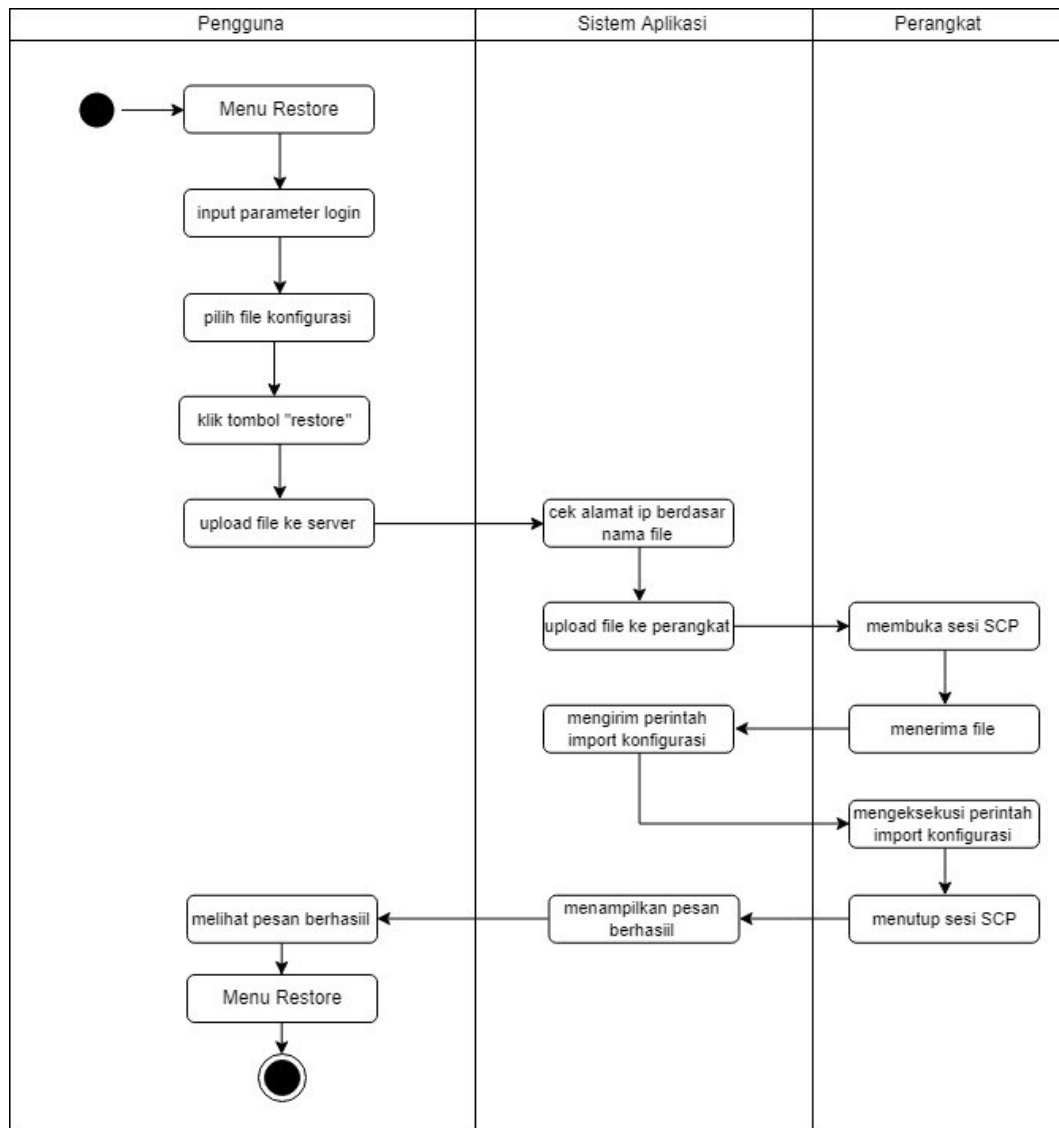 Pengguna
Sistem Aplikasi
Perangkat
Menu Restore
input parameter login
pilih file konfigurasi
klik tombol "restore"
upload file ke server
cek alamat ip berdasar
nama file
upload file ke perangkat
membuka sesi SCP
menerima file
mengirim perintah
import konfigurasi
mengeksekusi perintah
import konfigurasi
menutup sesi SCP
menampilkan pesan
berhasiil
melihat pesan berhasiil
Menu Restore